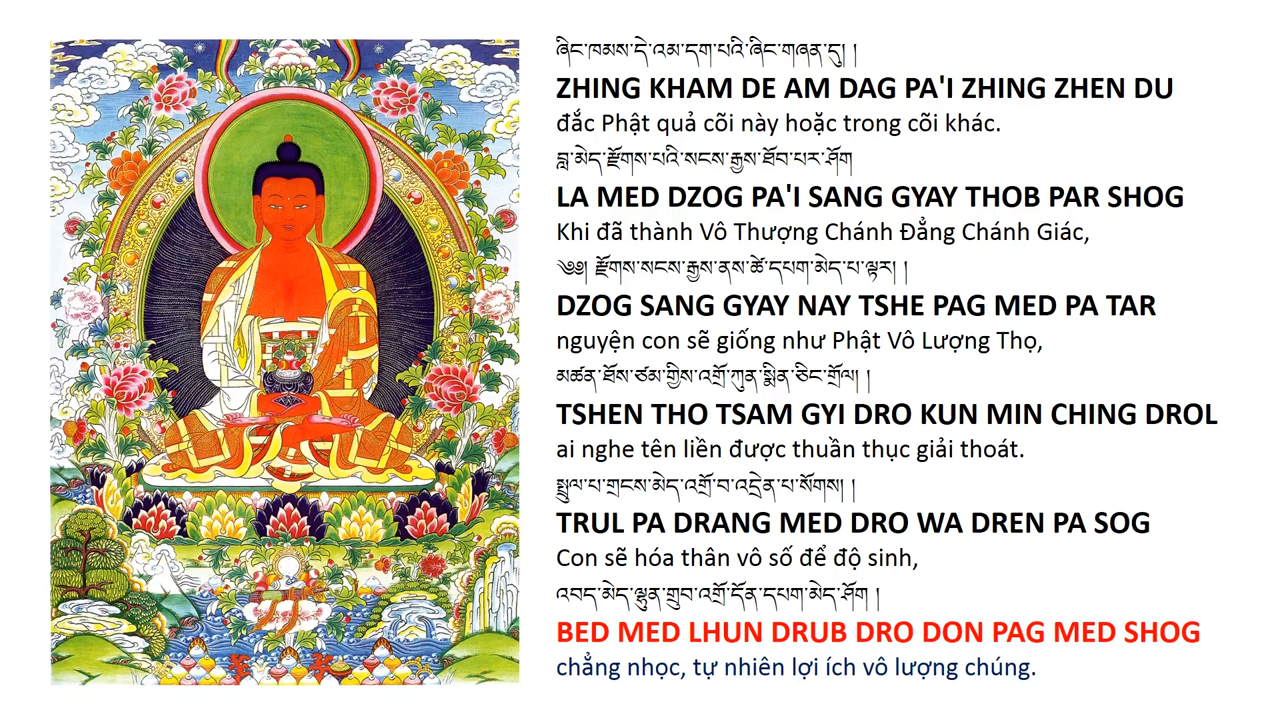 ཞིང་ཁམས་དེ་འམ་དག་པའི་ཞིང་གཞན་དུ། །
ZHING KHAM DE AM DAG PA'I ZHING ZHEN DU
đắc Phật quả cõi này hoặc trong cõi khác.
བླ་མེད་རྫོགས་པའི་སངས་རྒྱས་ཐོབ་པར་ཤོག
LA MED DZOG PA'I SANG GYAY THOB PAR SHOG
Khi đã thành Vô Thượng Chánh Đẳng Chánh Giác,
༄༅། རྫོགས་སངས་རྒྱས་ནས་ཚེ་དཔག་མེད་པ་ལྟར། །
DZOG SANG GYAY NAY TSHE PAG MED PA TAR
nguyện con sẽ giống như Phật Vô Lượng Thọ,
མཚན་ཐོས་ཙམ་གྱིས་འགྲོ་ཀུན་སྨིན་ཅིང་གྲོལ། །
TSHEN THO TSAM GYI DRO KUN MIN CHING DROL
ai nghe tên liền được thuần thục giải thoát.
སྤྲུལ་པ་གྲངས་མེད་འགྲོ་བ་འདྲེན་པ་སོགས། །
TRUL PA DRANG MED DRO WA DREN PA SOG
Con sẽ hóa thân vô số để độ sinh,
འབད་མེད་ལྷུན་གྲུབ་འགྲོ་དོན་དཔག་མེད་ཤོག །
BED MED LHUN DRUB DRO DON PAG MED SHOG
chẳng nhọc, tự nhiên lợi ích vô lượng chúng.